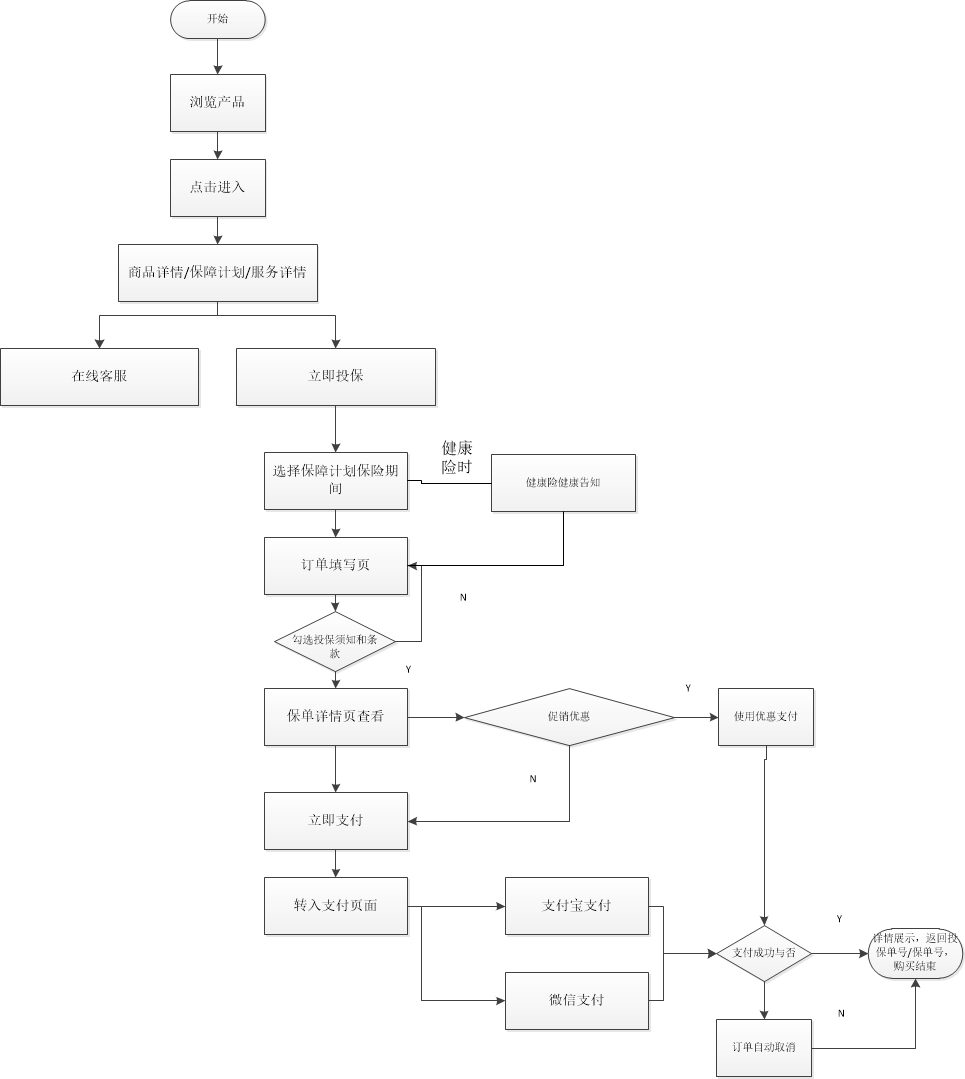 开始
浏览产品
点击进入
商品详情/保障计划/服务详情
在线客服
立即投保
健康
险时
选择保障计划保险期
间
健康险健康告知
订单填写页
N
勾选投保须知和条
款
Y
保单详情页查看
促销优惠
Y
使用优惠支付
N
立即支付
转入支付页面
支付宝支付
微信支付
支付成功与否
Y
详情展示，返回投
保单号/保单号，
购买结束
N
订单自动取消